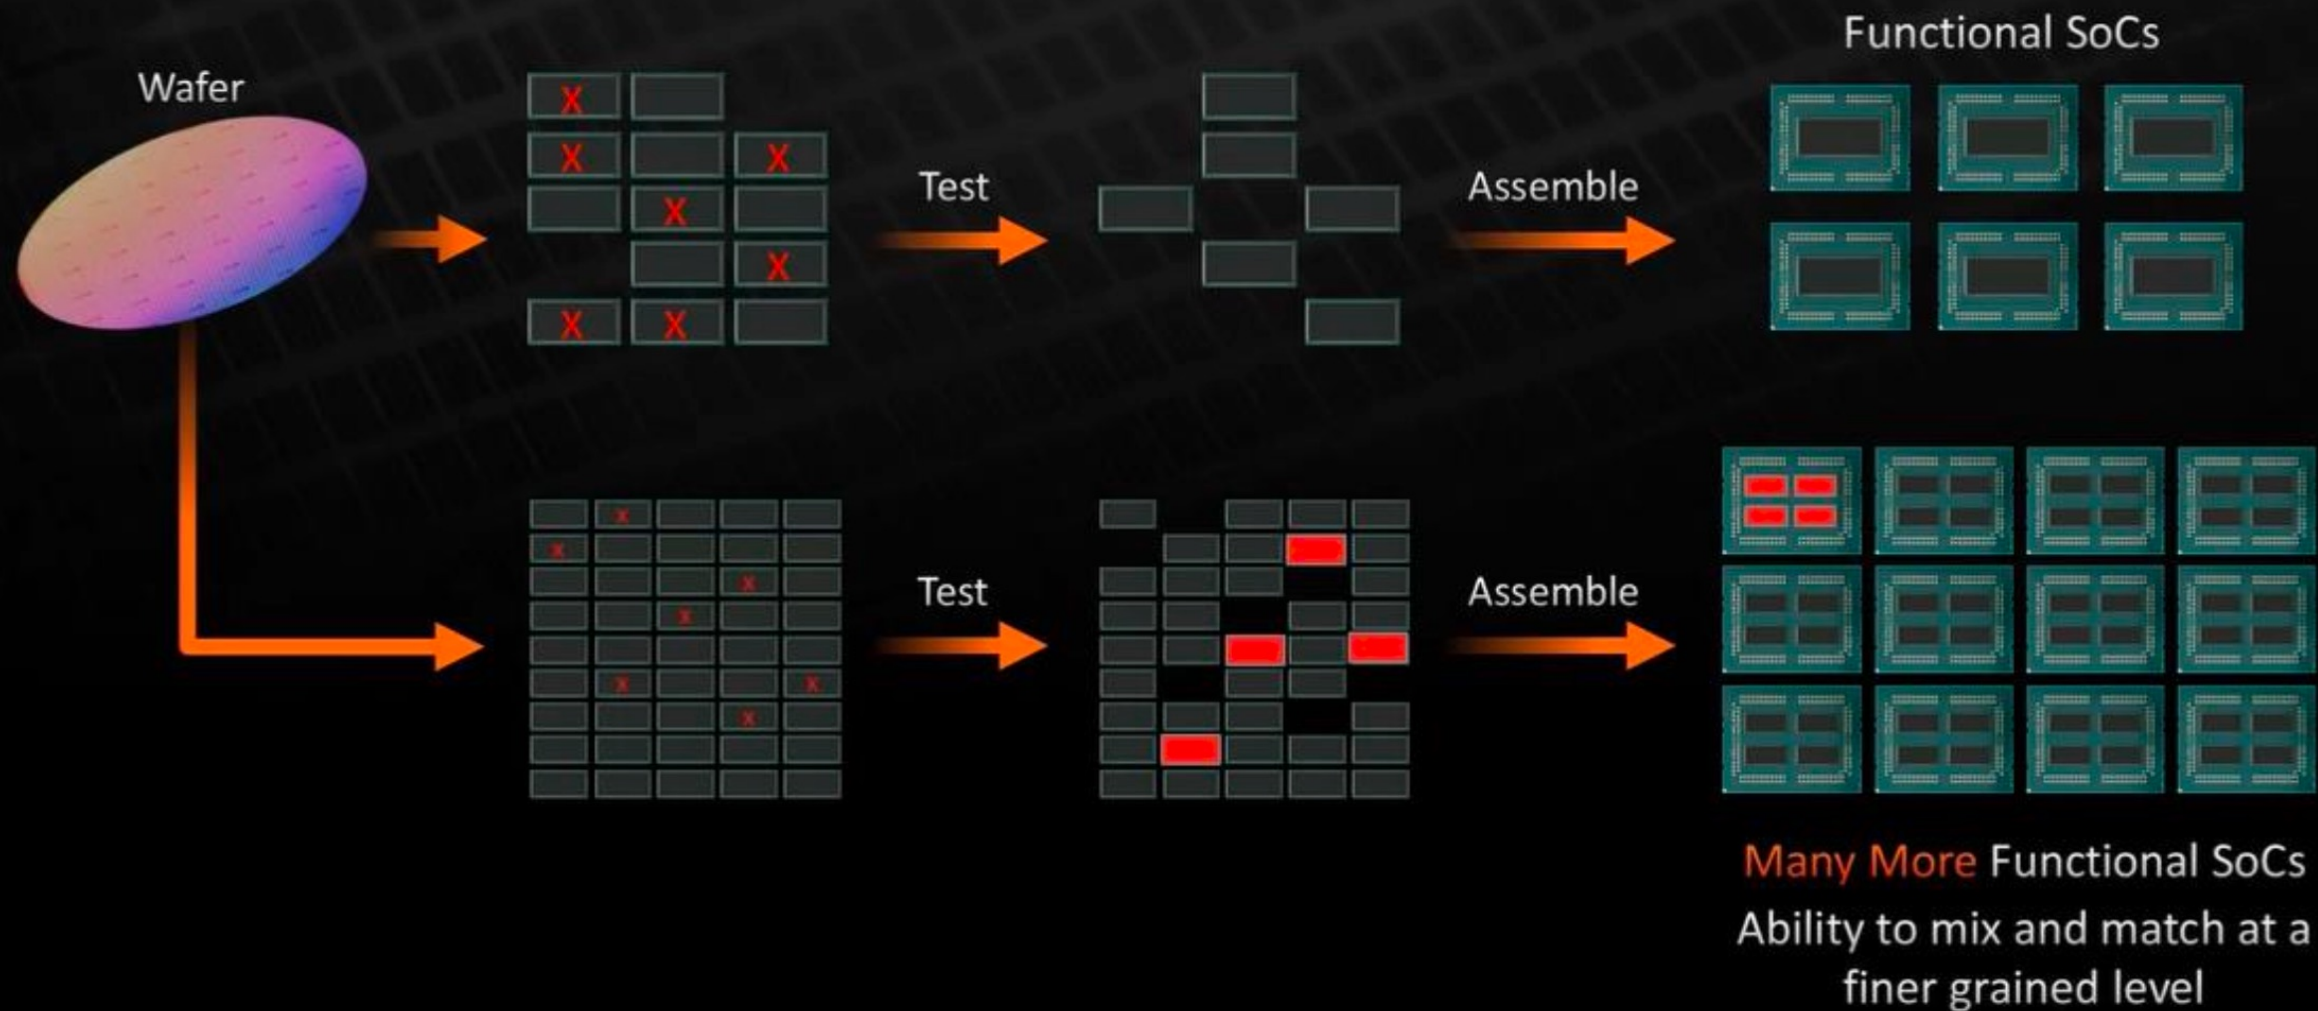 Wafer
X
X X
X
X
X X
Test
Assemble
Functional SoCs
x
x
x
x
x x
x
Test
Assemble
Many More Functional SoCs
Ability to mix and match at a
finer grained level